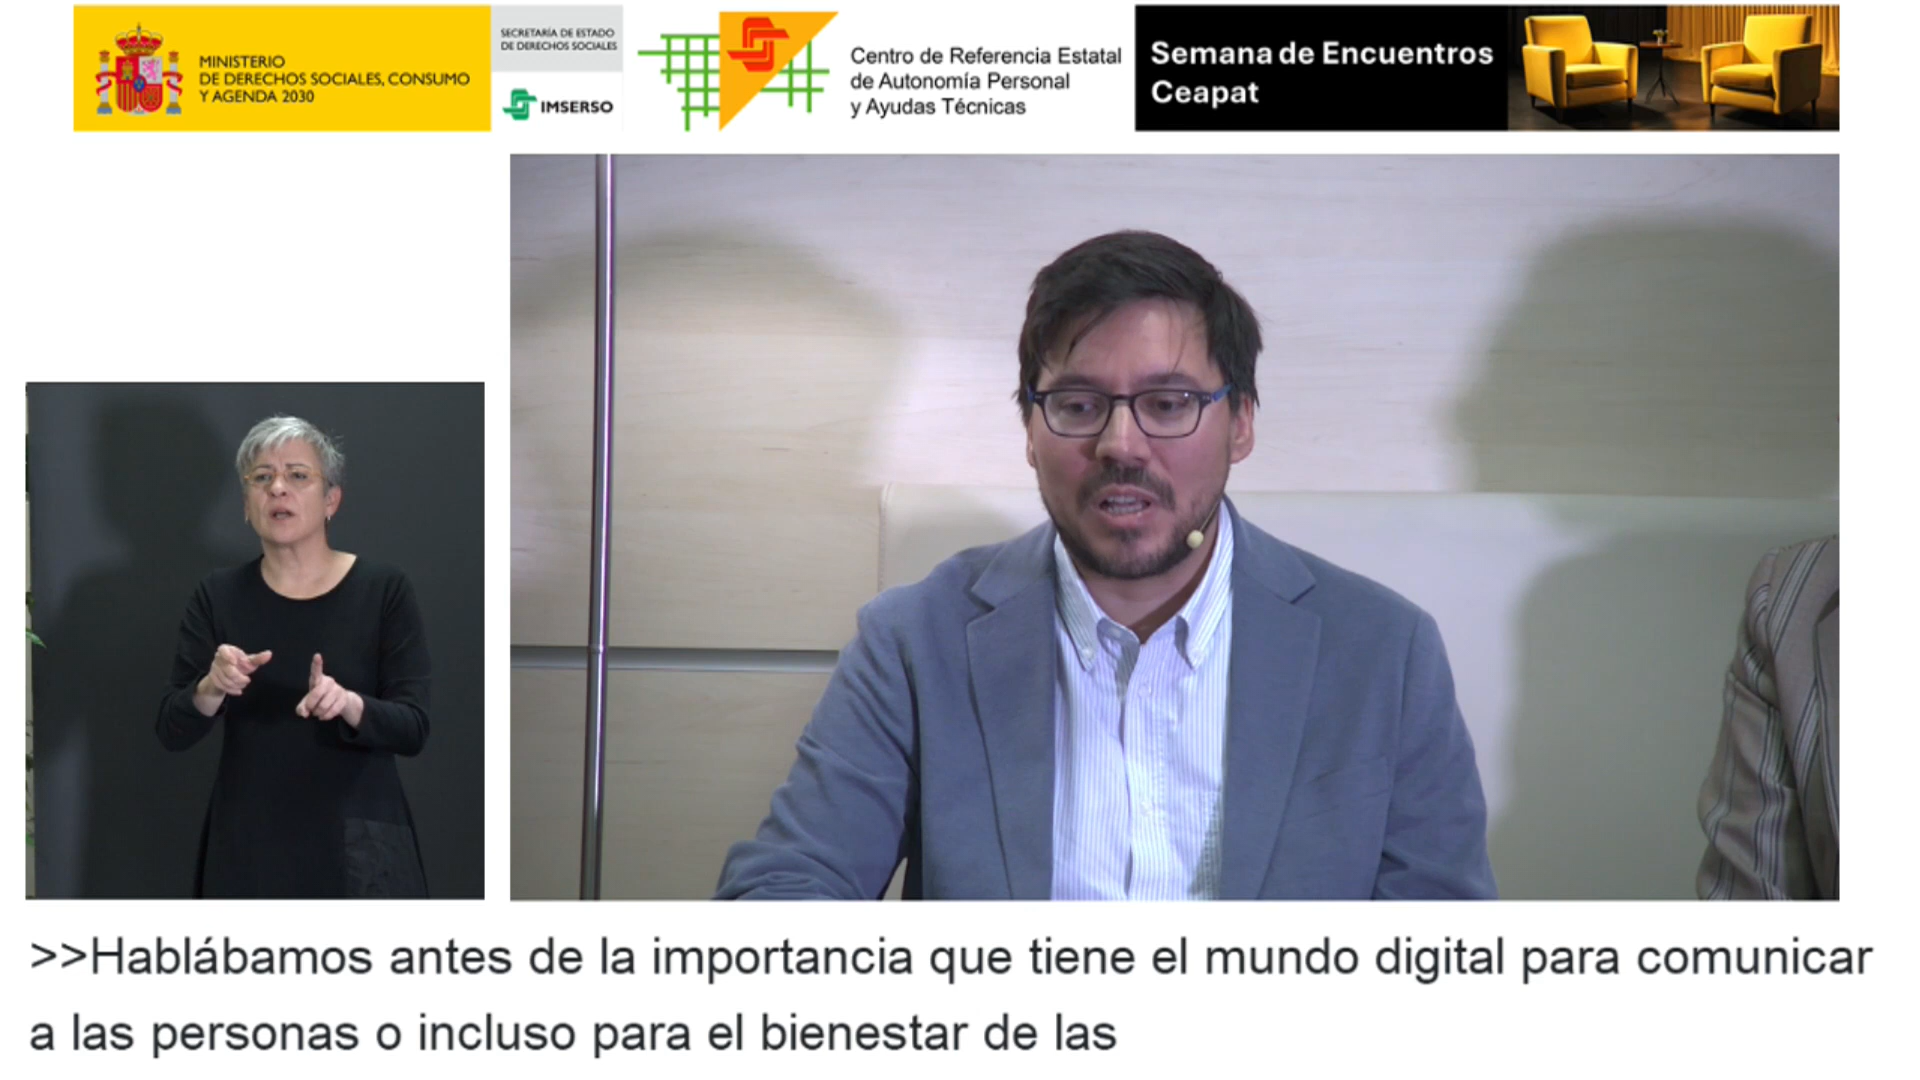 MINISTERIO
DE DERECHOS SOCIALES, CONSUMO
Y AGENDA 2030
SECRETARÍA DE ESTADO
DE DERECHOS SOCIALES
IMSERSO
Centro de Referencia Estatal
de Autonomía Personal
y Ayudas Técnicas
Semana de Encuentros
Ceapat
>>Hablábamos antes de la importancia que tiene el mundo digital para comunicar
a las personas o incluso para el bienestar de las